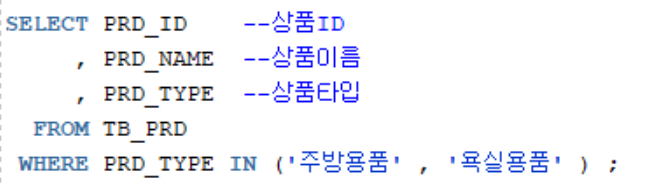 SELECT PRD_ID --상품ID
, PRD_NAME --상품이름
, PRD_TYPE --상품타입
FROM TB_PRD
WHERE PRD_TYPE IN ('주방용품' , '욕실용품' ) ;